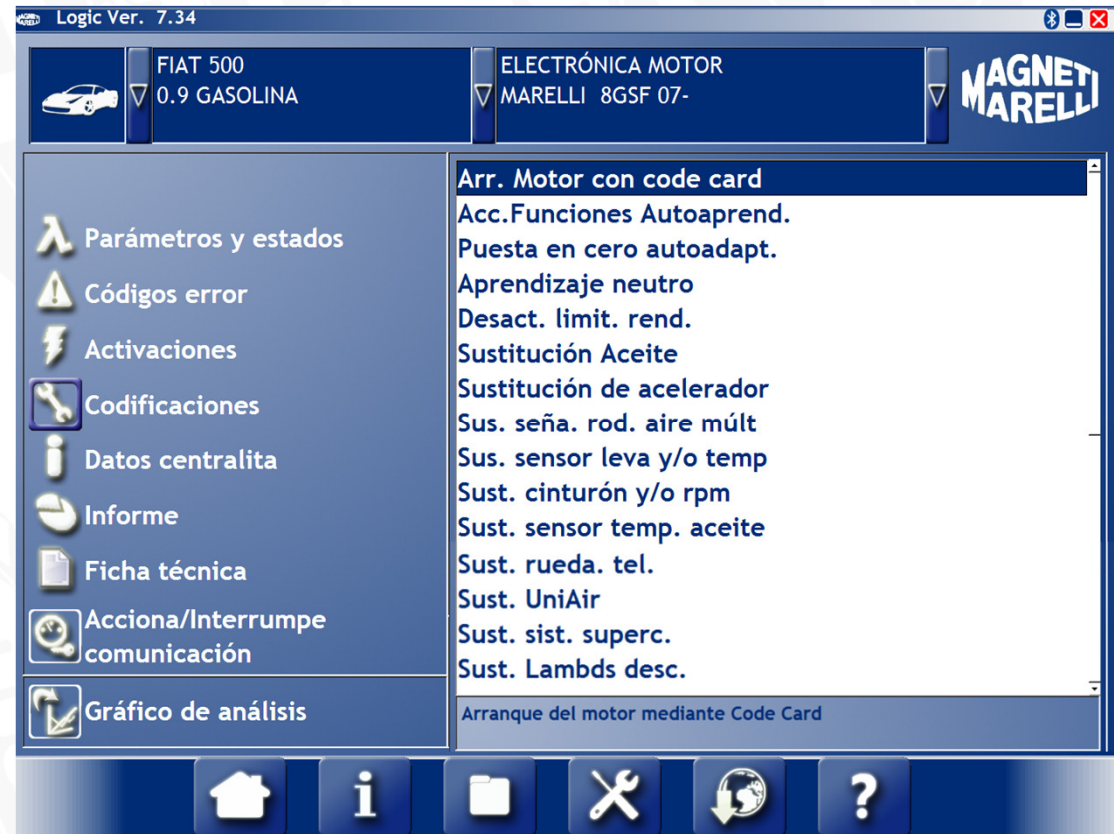 Logic Ver. 7.34
FIAT 500
0.9 GASOLINA
ELECTRÓNICA MOTOR
MARELLI 8GSF 07-
MAGNETI
MARELLI
Parámetros y estados
Códigos error
Activaciones
Codificaciones
Datos centralita
Informe
Ficha técnica
Acciona/Interrumpe
comunicación
Gráfico de análisis
Arr. Motor con code card
Acc.Funciones Autoaprend.
Puesta en cero autoadapt.
Aprendizaje neutro
Desact. limit. rend.
Sustitución Aceite
Sustitución de acelerador
Sus. seña. rod. aire múlt
Sus. sensor leva y/o temp
Sust. cinturón y/o rpm
Sust. sensor temp. aceite
Sust. rueda. tel.
Sust. UniAir
Sust. sist. superc.
Sust. Lambds desc.
Arranque del motor mediante Code Card